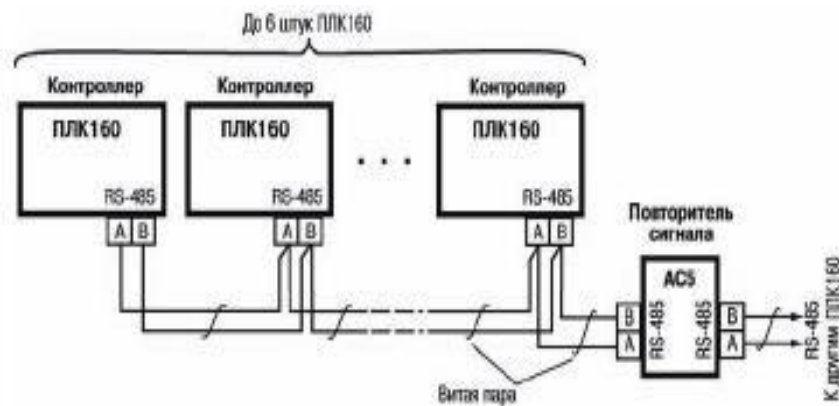 До 6 штук ПЛК160
Контроллер
Контроллер
Контроллер
ПЛК160
ПЛК160
ПЛК160
RS-485
RS-485
RS-485
A B
A B
A B
Повторитель
сигнала
АС5
B
A
RS-485
RS-485
B
A
К другим ПЛК160
RS-485
Витая пара